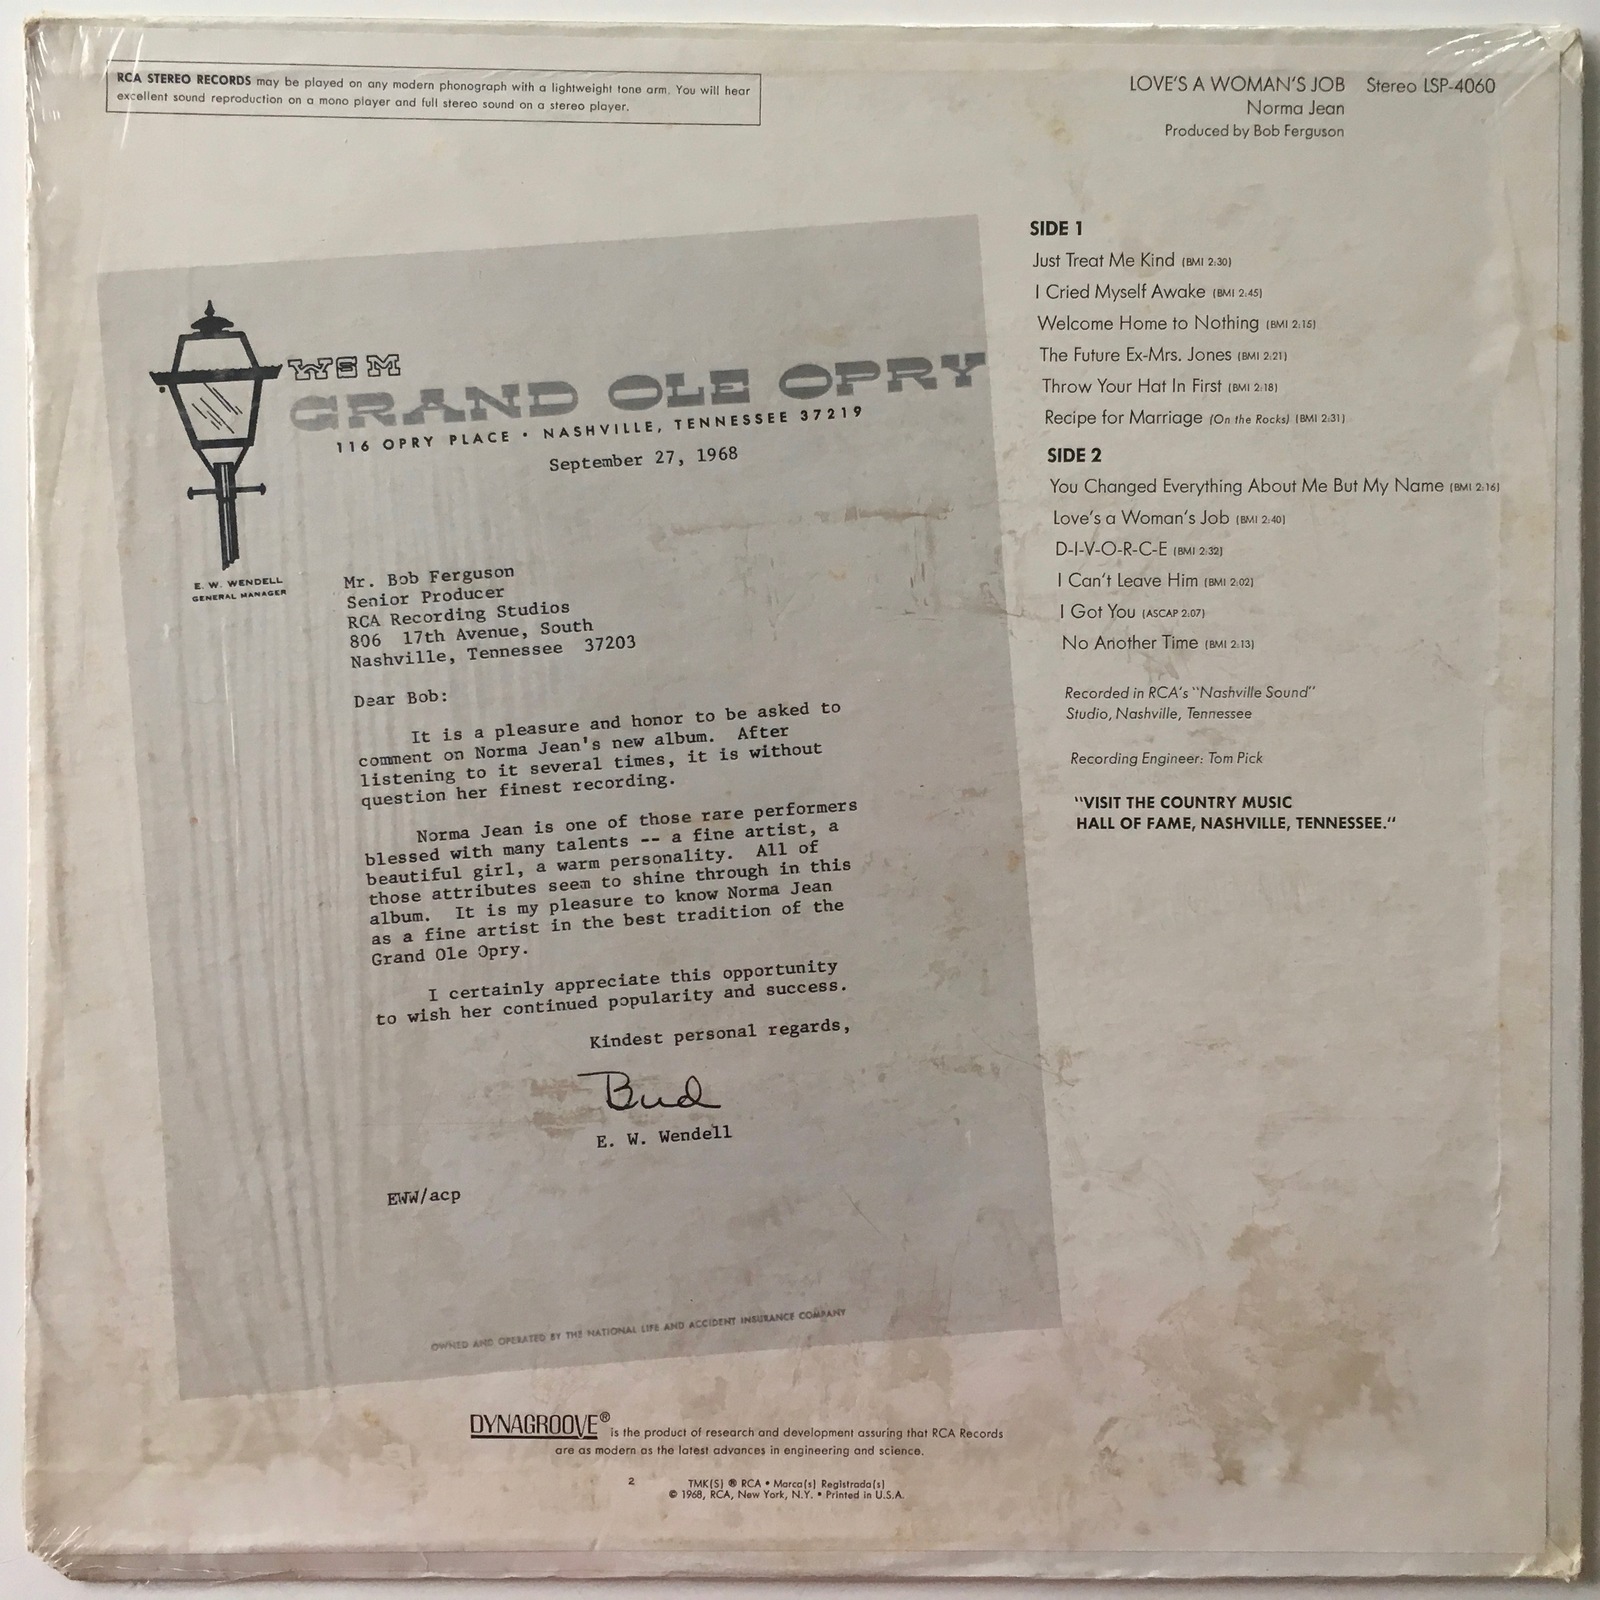 RCA STEREO RECORDS may be played on any modern phonograph with a lightweight tone arm. You will hear
excellent sound reproduction on a mono player and full stereo sound on a stereo player.
LOVE'S A WOMAN'S JOB Stereo LSP-4060
Norma Jean
Produced by Bob Ferguson
WSM
GRAND OLE OPRY
116 OPRY PLACE • NASHVILLE, TENNESSEE 37219
September 27, 1968
E. W. WENDELL
GENERAL MANAGER
Mr. Bob Ferguson
Senior Producer
RCA Recording Studios
806 17th Avenue, South
Nashville, Tennessee 37203
Dear Bob:
It is a pleasure and honor to be asked to
comment on Norma Jean's new album. After
listening to it several times, it is without
question her finest recording.
Norma Jean is one of those rare performers
blessed with many talents -- a fine artist, a
beautiful girl, a warm personality. All of
those attributes seem to shine through in this
album. It is my pleasure to know Norma Jean
as a fine artist in the best tradition of the
Grand Ole Opry.
I certainly appreciate this opportunity
to wish her continued popularity and success.
Kindest personal regards,
Bud
E. W. Wendell
EWW/acp
OWNED AND OPERATED BY THE NATIONAL LIFE AND ACCIDENT INSURANCE COMPANY
SIDE 1
Just Treat Me Kind (BMI 2:30)
I Cried Myself Awake (BMI 2:45)
Welcome Home to Nothing (BMI 2:15)
The Future Ex-Mrs. Jones (BMI 2:21)
Throw Your Hat In First (BMI 2:18)
Recipe for Marriage (On the Rocks) (BMI 2:31)
SIDE 2
You Changed Everything About Me But My Name (BMI 2:16)
Love's a Woman's Job (BMI 2:40)
D-I-V-O-R-C-E (BMI 2:32)
I Can't Leave Him (BMI 2:02)
I Got You (ASCAP 2:07)
No Another Time (BMI 2:13)
Recorded in RCA's "Nashville Sound"
Studio, Nashville, Tennessee
Recording Engineer: Tom Pick
"VISIT THE COUNTRY MUSIC
HALL OF FAME, NASHVILLE, TENNESSEE."
DYNAGROOVE® is the product of research and development assuring that RCA Records
are as modern as the latest advances in engineering and science.
2 TMK(S) ® RCA • Marca(s) Registrada(s)
© 1968, RCA, New York, N.Y. • Printed in U.S.A.